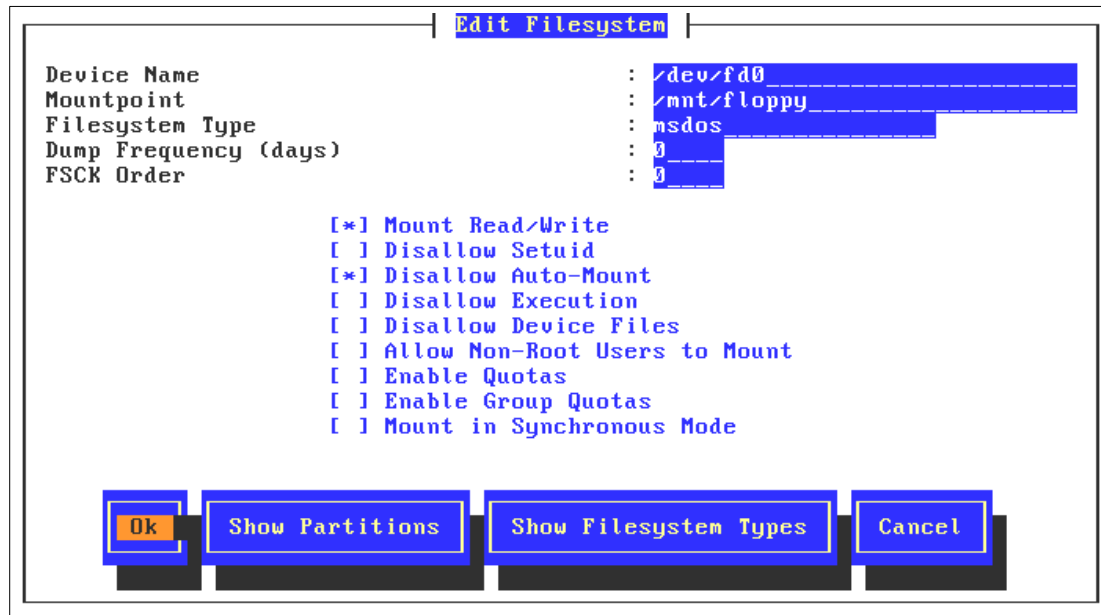 Edit Filesystem
Device Name : /dev/fd0
Mountpoint : /mnt/floppy
Filesystem Type : msdos
Dump Frequency (days) : 0
FSCK Order : 0
[*] Mount Read/Write
[ ] Disallow Setuid
[*] Disallow Auto-Mount
[ ] Disallow Execution
[ ] Disallow Device Files
[ ] Allow Non-Root Users to Mount
[ ] Enable Quotas
[ ] Enable Group Quotas
[ ] Mount in Synchronous Mode
Ok Show Partitions Show Filesystem Types Cancel